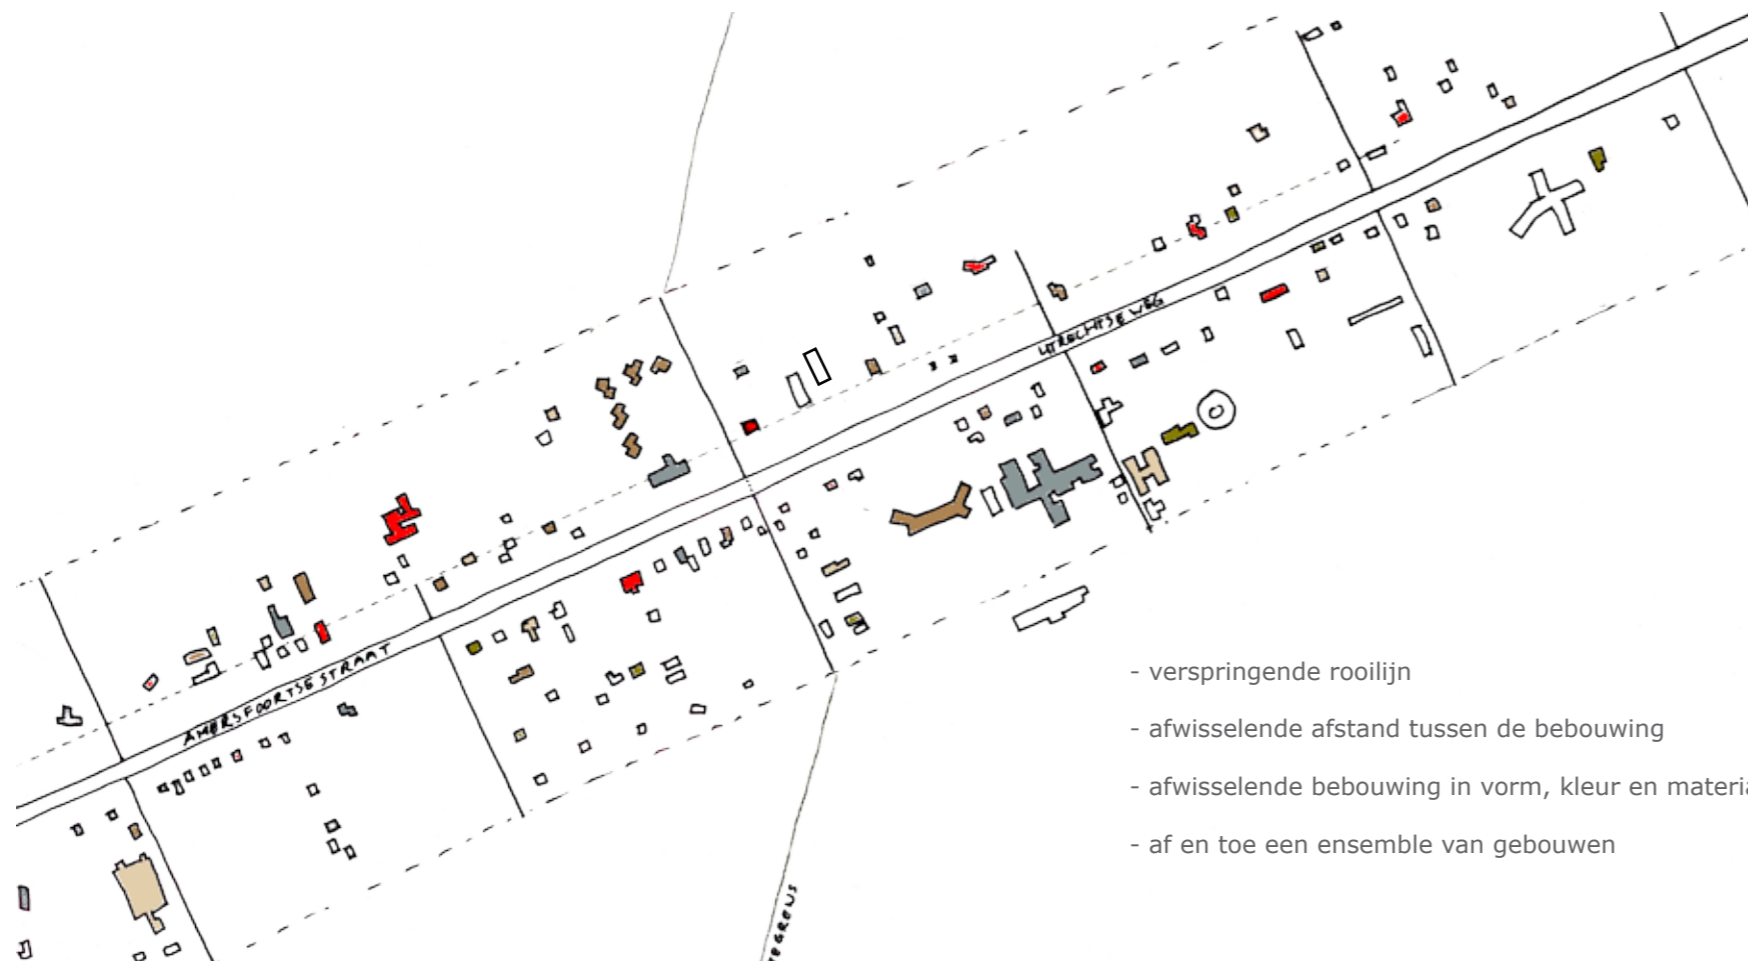 UTRECHTSEWEG
AMERSFOORTSESTRAAT
- verspringende rooilijn
- afwisselende afstand tussen de bebouwing
- afwisselende bebouwing in vorm, kleur en materia
- af en toe een ensemble van gebouwen